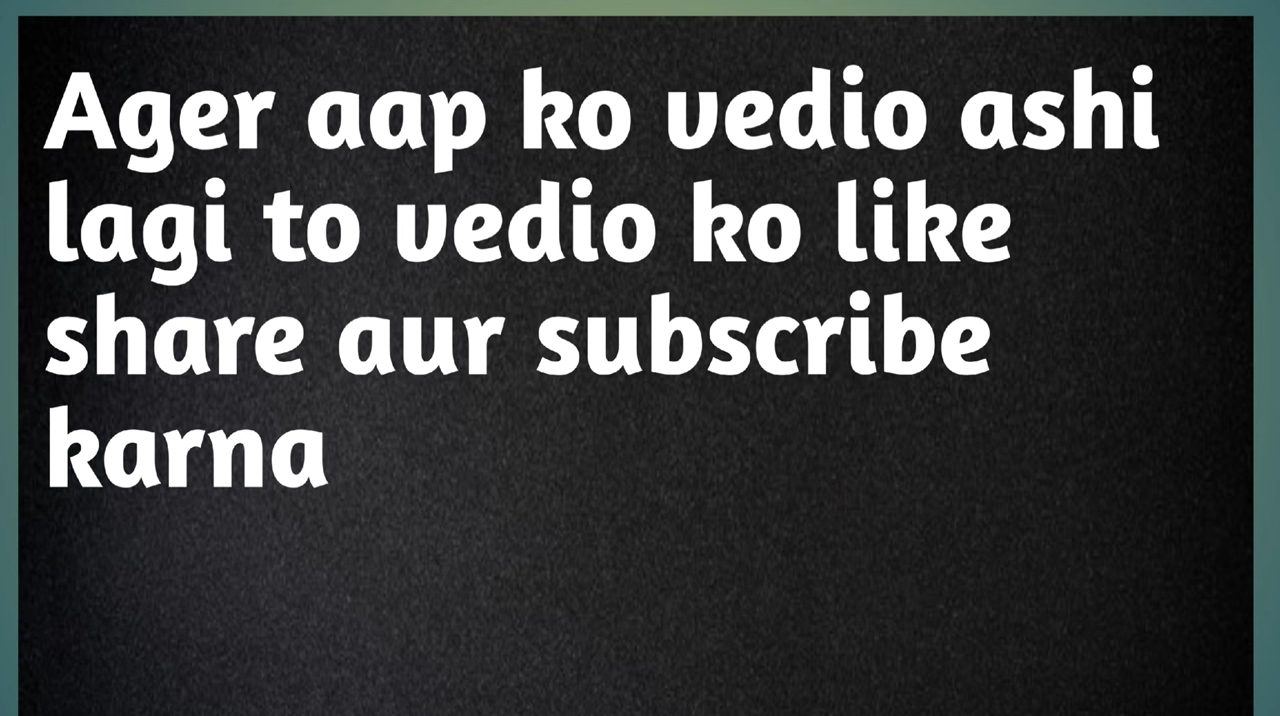 Ager aap ko vedio ashi
lagi to vedio ko like
share aur subscribe
karna